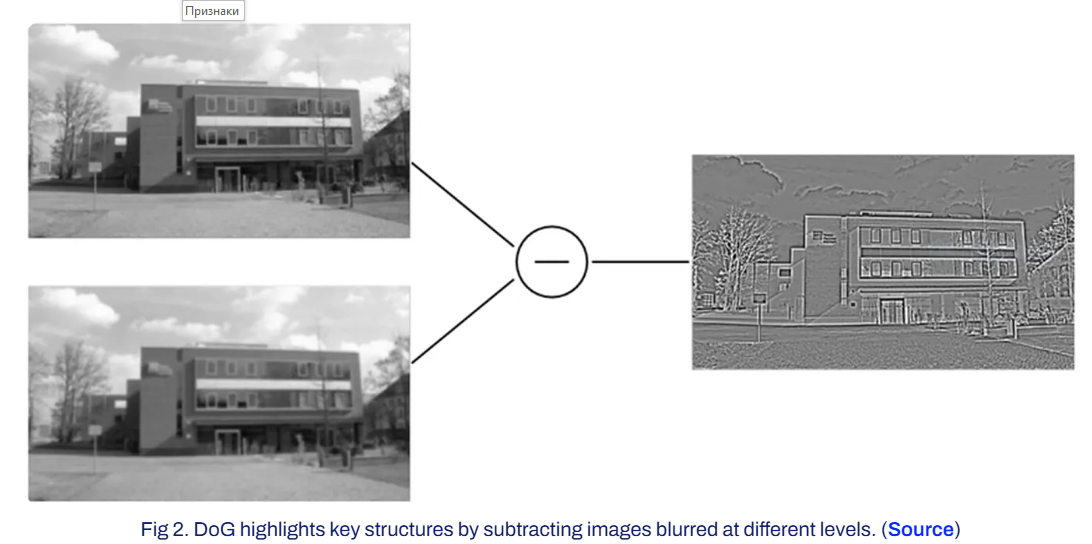 Признаки
Fig 2. DoG highlights key structures by subtracting images blurred at different levels. (Source)